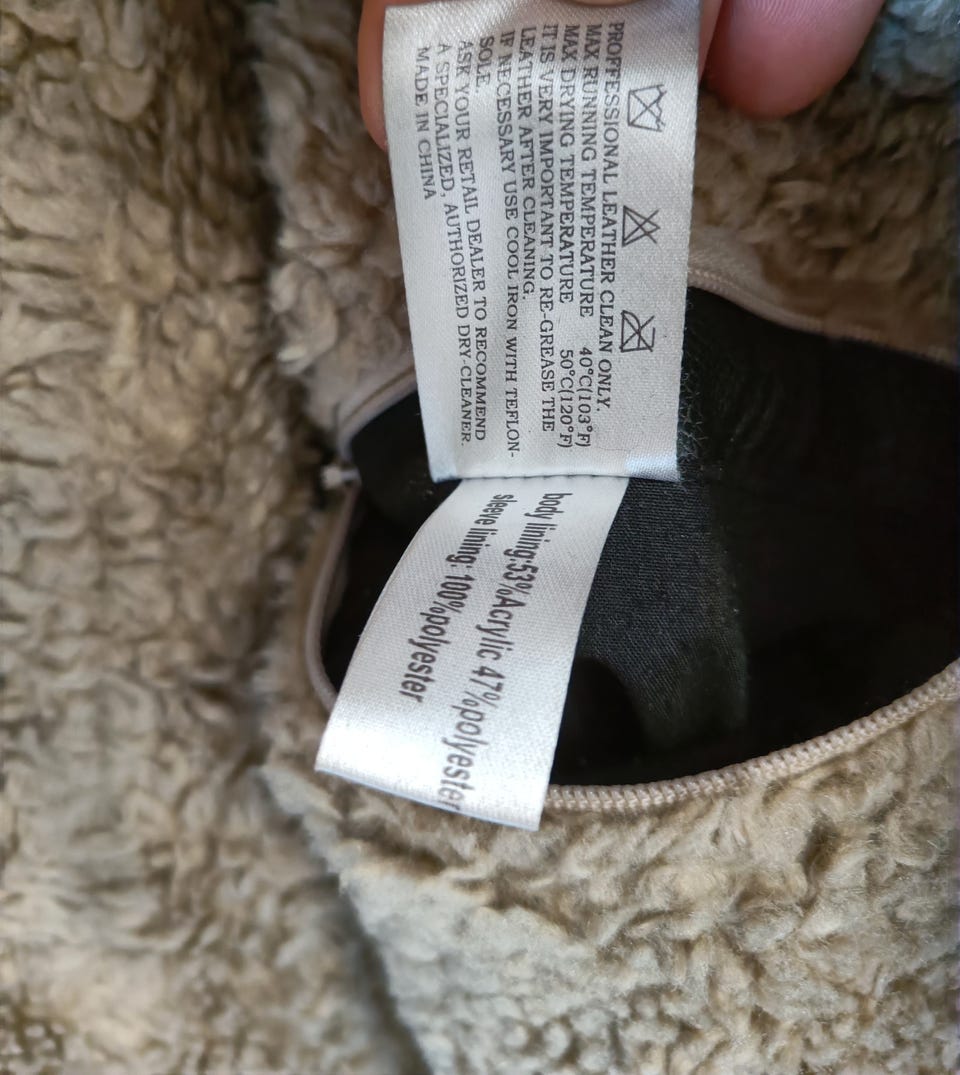 PROFFESSIONAL LEATHER CLEAN ONLY.
MAX RUNNING TEMPERATURE 40°C(103°F)
MAX DRYING TEMPERATURE 50°C(120°F)
IT IS VERY IMPORTANT TO RE-GREASE THE
LEATHER AFTER CLEANING.
IF NECESSARY USE COOL IRON WITH TEFLON-
SOLE.
ASK YOUR RETAIL DEALER TO RECOMMEND
A SPECIALIZED, AUTHORIZED DRY-CLEANER.
MADE IN CHINA
body lining:53%Acrylic 47%polyester
sleeve lining: 100%polyester